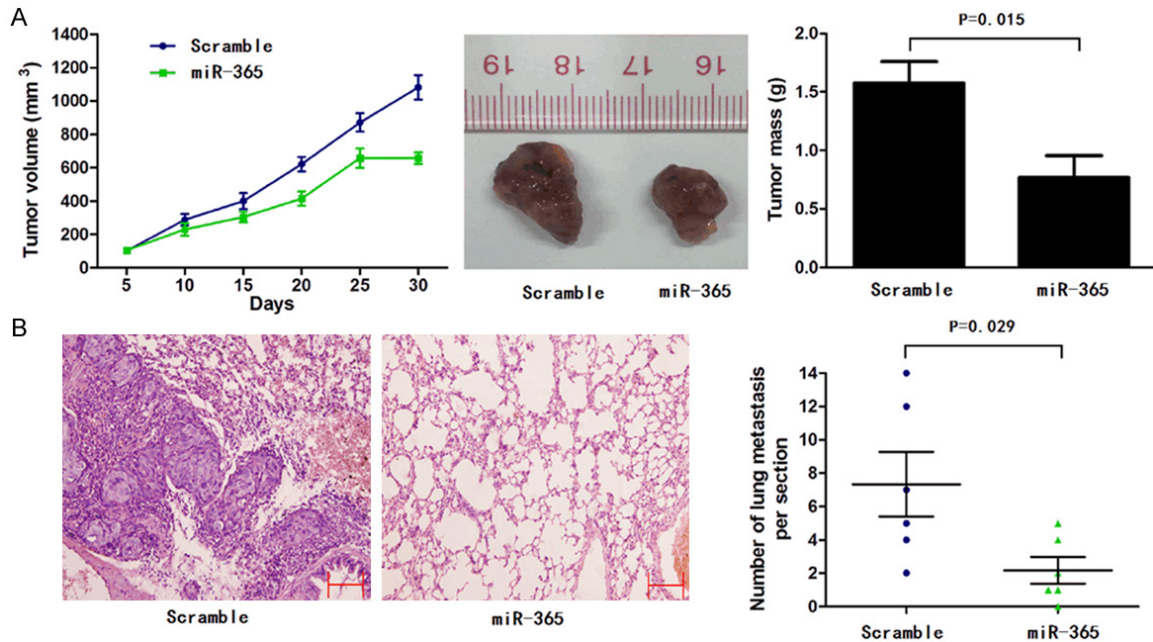 A
Tumor volume (mm ³)
1400
1200
1000
800
600
400
200
0
Scramble
miR-365
5 10 15 20 25 30
Days
19 18 17 16
Scramble miR-365
P=0.015
Tumor mass (g)
2.0
1.5
1.0
0.5
0.0
Scramble miR-365
B
Scramble
miR-365
P=0.029
Number of lung metastasis
per section
14
12
10
8
6
4
2
0
Scramble miR-365